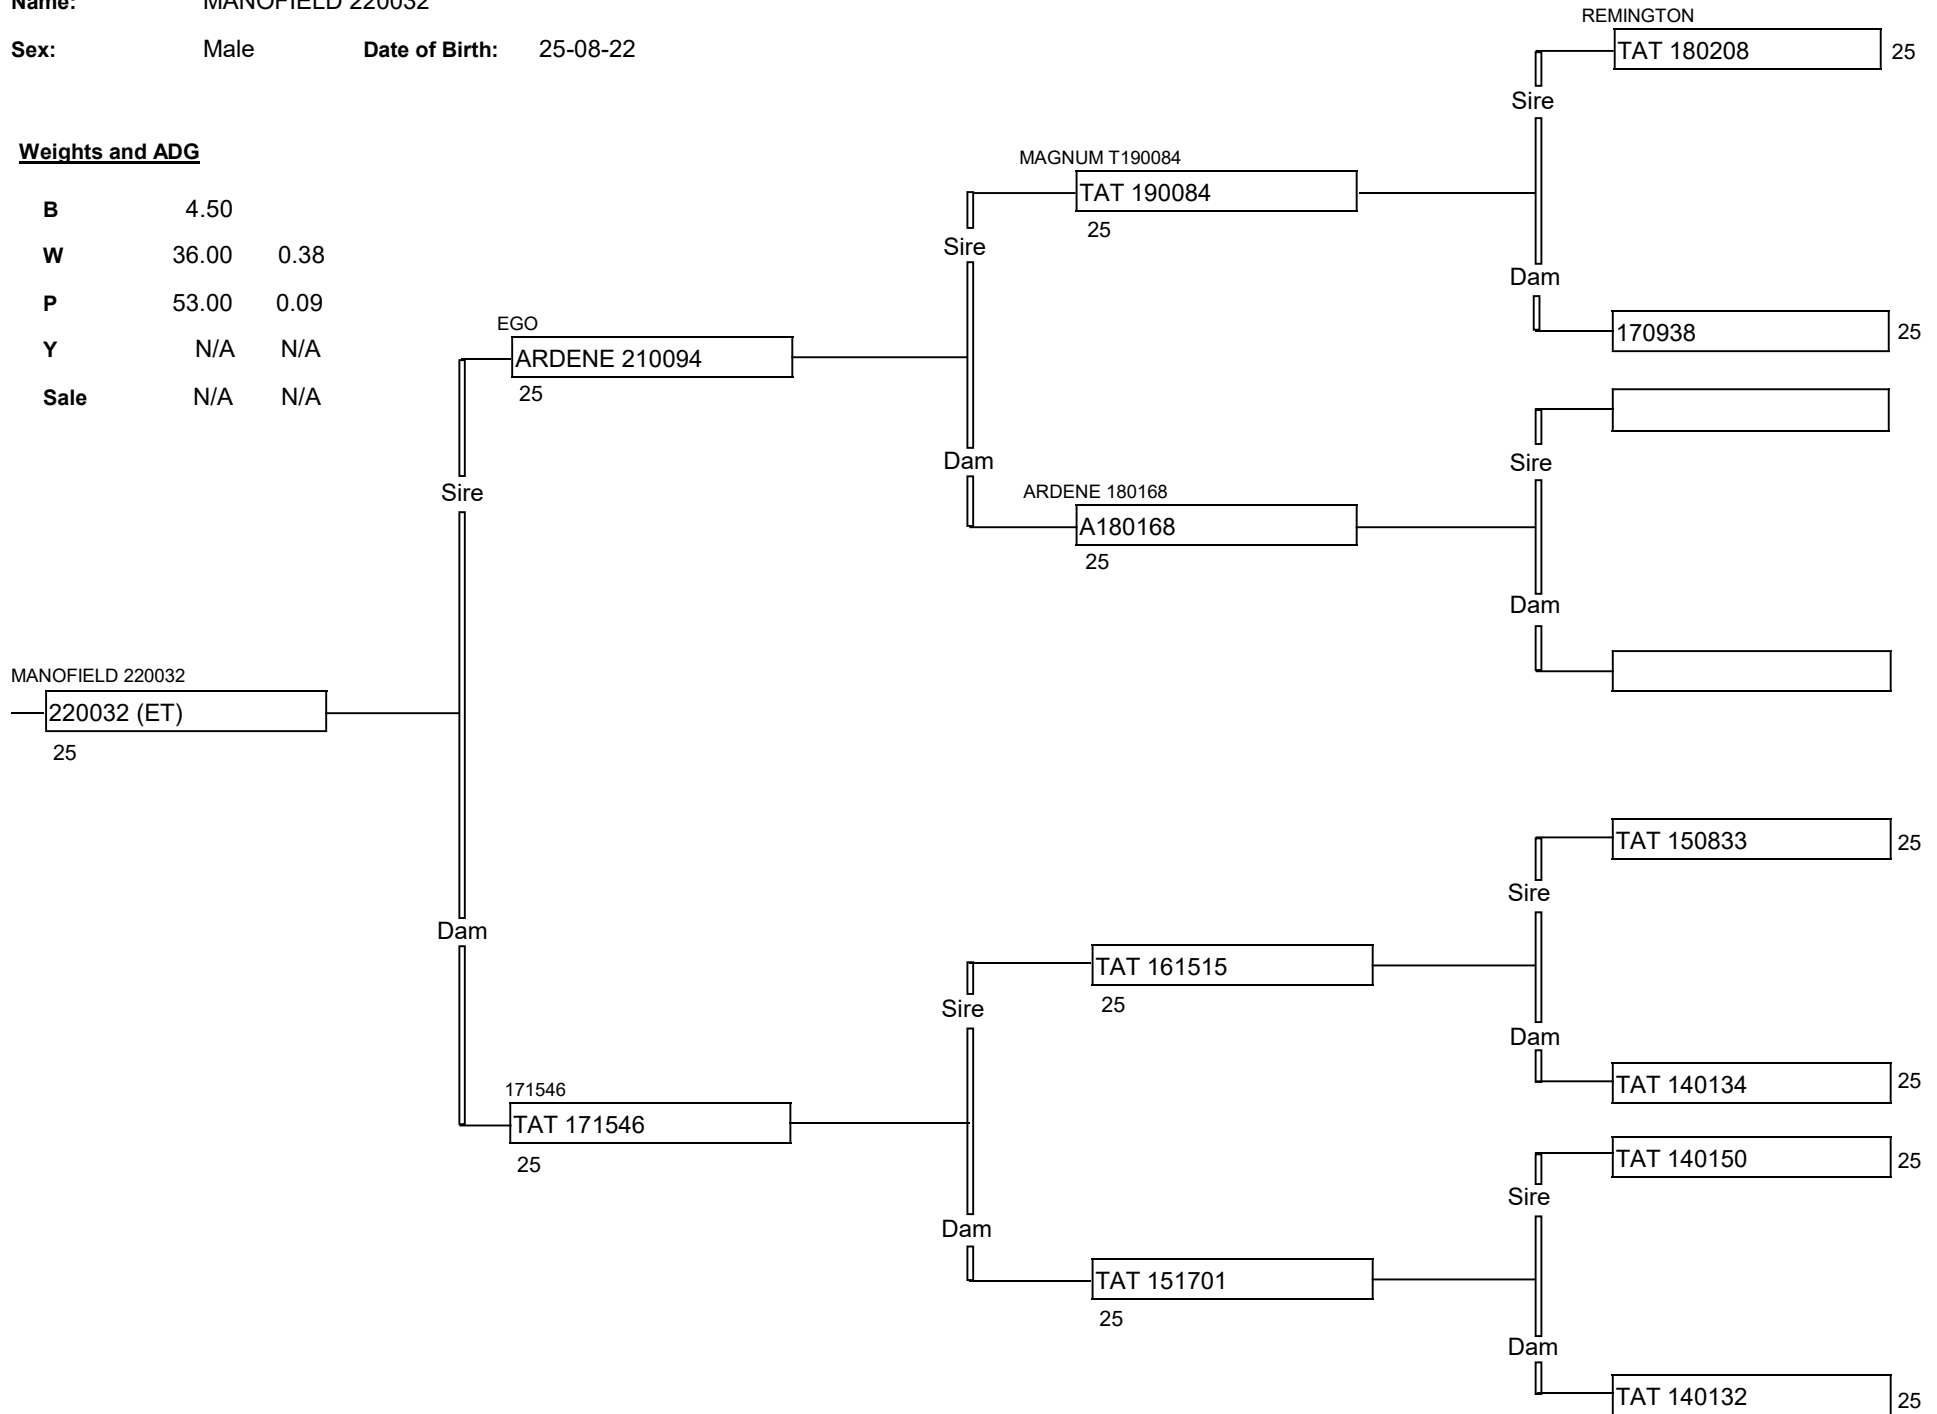 Name: MANOFIELD 220032
Sex: Male Date of Birth: 25-08-22
Weights and ADG
B 4.50
W 36.00 0.38
P 53.00 0.09
Y N/A N/A
Sale N/A N/A
MANOFIELD 220032
220032 (ET)
25
Sire
Dam
EGO
ARDENE 210094
25
171546
TAT 171546
25
Sire
Dam
MAGNUM T190084
TAT 190084
25
ARDENE 180168
A180168
25
Sire
Dam
TAT 161515
25
TAT 151701
25
REMINGTON
TAT 180208 25
Sire
Dam
170938 25
Sire
Dam
TAT 150833 25
Sire
Dam
TAT 140134 25
TAT 140150 25
Sire
Dam
TAT 140132 25